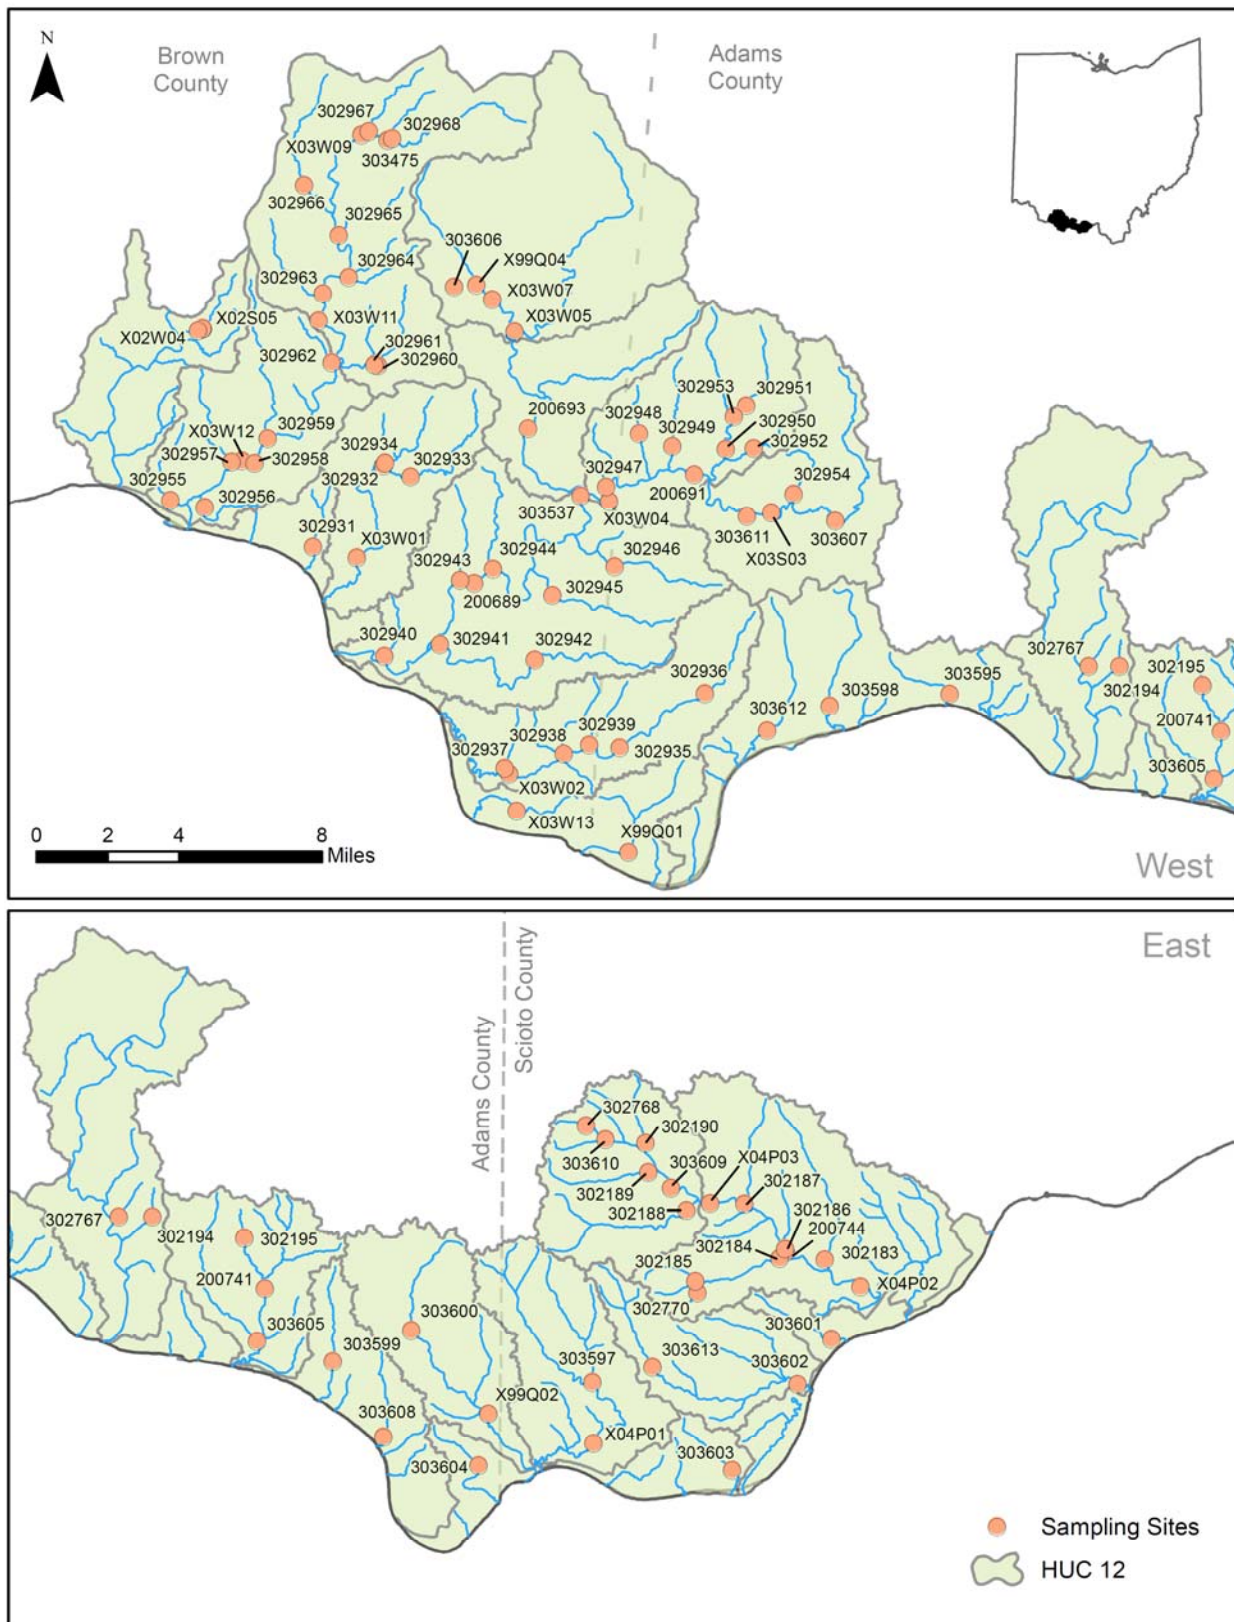 N
Brown
County
Adams
County
302967
302968
X03W09
303475
302966
302965
303606
X99Q04
302964
302963
X03W07
X03W05
X02S05
X03W11
X02W04
302961
302960
302962
302953
302951
200693
302948
302950
302949
X03W12
302959
302934
302952
302957
302958
302933
302947
302954
302932
302955
200691
302956
303537
X03W04
303611
303607
302931
X03W01
302944
302946
X03S03
302943
302945
200689
302940
302941
302942
302767
302195
302936
302194
303598
303595
303612
200741
302939
302938
302937
302935
303605
X03W02
X03W13
X99Q01
0 2 4 8
Miles
West
East
Adams County
Scioto County
302768
302190
303610
303609
X04P03
302187
302189
302188
302186
200744
302767
302194
302195
302184
302183
302185
X04P02
200741
302770
303600
303601
303605
303599
303597
303613
303602
X99Q02
303608
X04P01
303604
303603
Sampling Sites
HUC 12